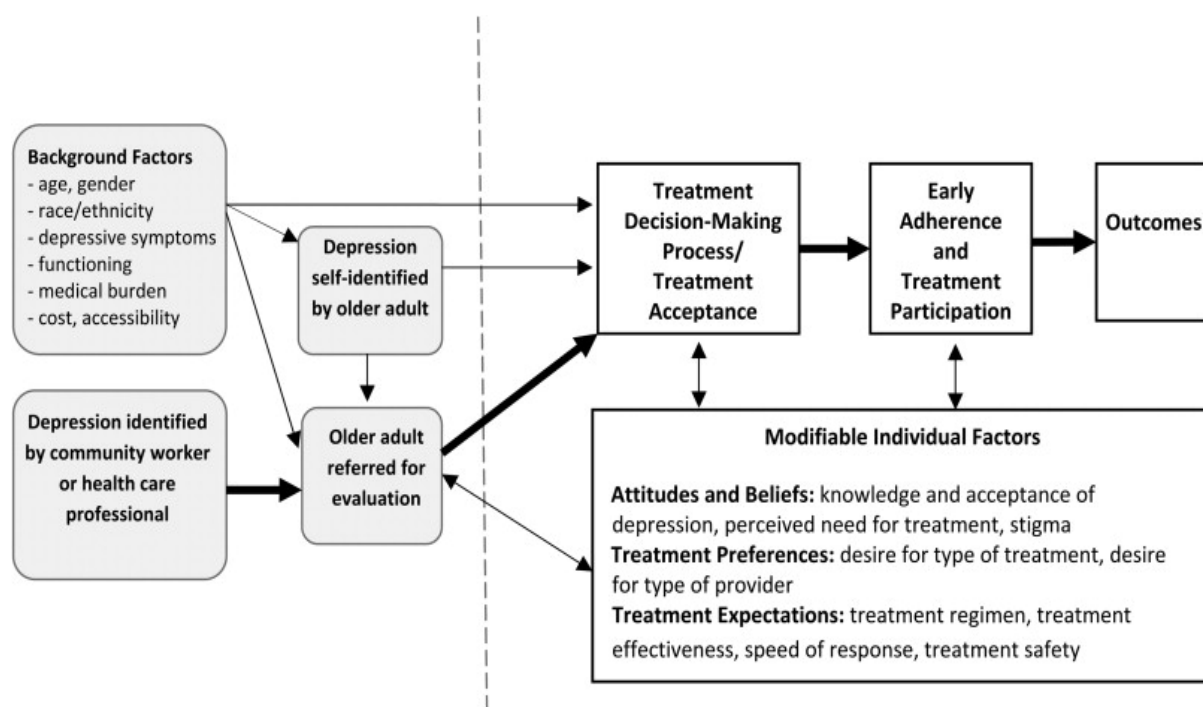 Background Factors
- age, gender
- race/ethnicity
- depressive symptoms
- functioning
- medical burden
- cost, accessibility
Depression
self-identified
by older adult
Treatment
Decision-Making
Process/
Treatment
Acceptance
Early
Adherence
and
Treatment
Participation
Outcomes
Depression identified
by community worker
or health care
professional
Older adult
referred for
evaluation
Modifiable Individual Factors
Attitudes and Beliefs: knowledge and acceptance of
depression, perceived need for treatment, stigma
Treatment Preferences: desire for type of treatment, desire
for type of provider
Treatment Expectations: treatment regimen, treatment
effectiveness, speed of response, treatment safety